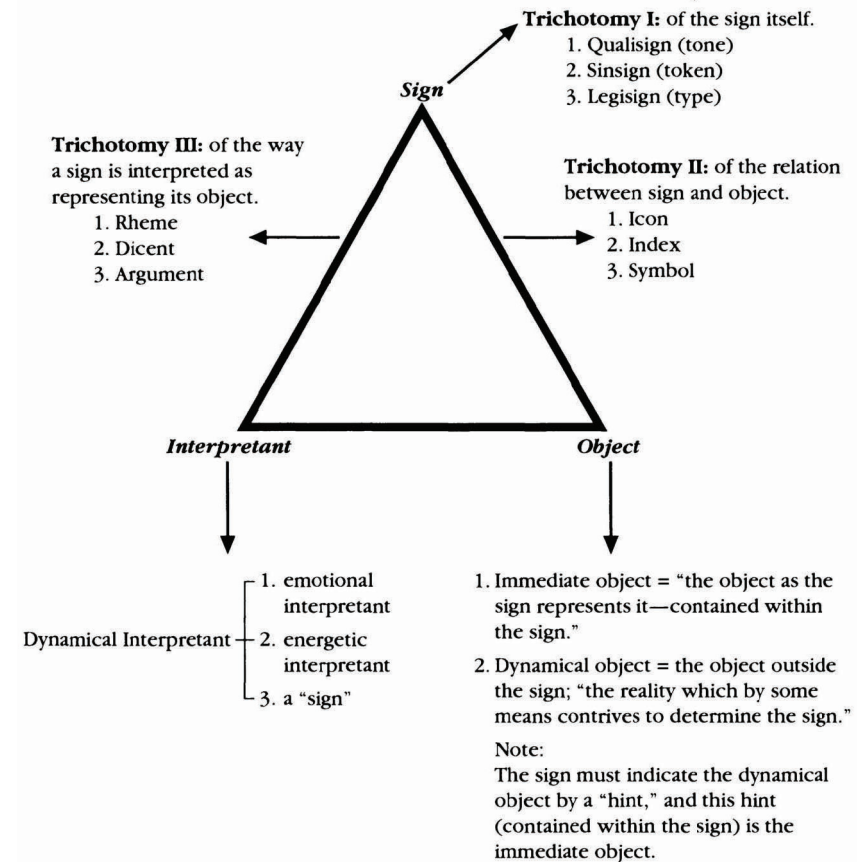 Trichotomy I: of the sign itself.
1. Qualisign (tone)
2. Sinsign (token)
3. Legisign (type)
Sign
Trichotomy III: of the way
a sign is interpreted as
representing its object.
1. Rheme
2. Dicent
3. Argument
Trichotomy II: of the relation
between sign and object.
1. Icon
2. Index
3. Symbol
Interpretant
Object
Dynamical Interpretant
1. emotional
interpretant
2. energetic
interpretant
3. a “sign”
1. Immediate object = “the object as the
sign represents it—contained within
the sign.”
2. Dynamical object = the object outside
the sign; “the reality which by some
means contrives to determine the sign.”
Note:
The sign must indicate the dynamical
object by a “hint,” and this hint
(contained within the sign) is the
immediate object.